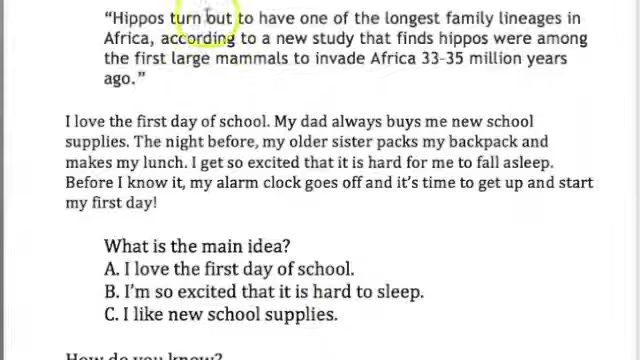 “Hippos turn out to have one of the longest family lineages in
Africa, according to a new study that finds hippos were among
the first large mammals to invade Africa 33-35 million years
ago.”
I love the first day of school. My dad always buys me new school
supplies. The night before, my older sister packs my backpack and
makes my lunch. I get so excited that it is hard for me to fall asleep.
Before I know it, my alarm clock goes off and it’s time to get up and start
my first day!
What is the main idea?
A. I love the first day of school.
B. I’m so excited that it is hard to sleep.
C. I like new school supplies.
How do you know?